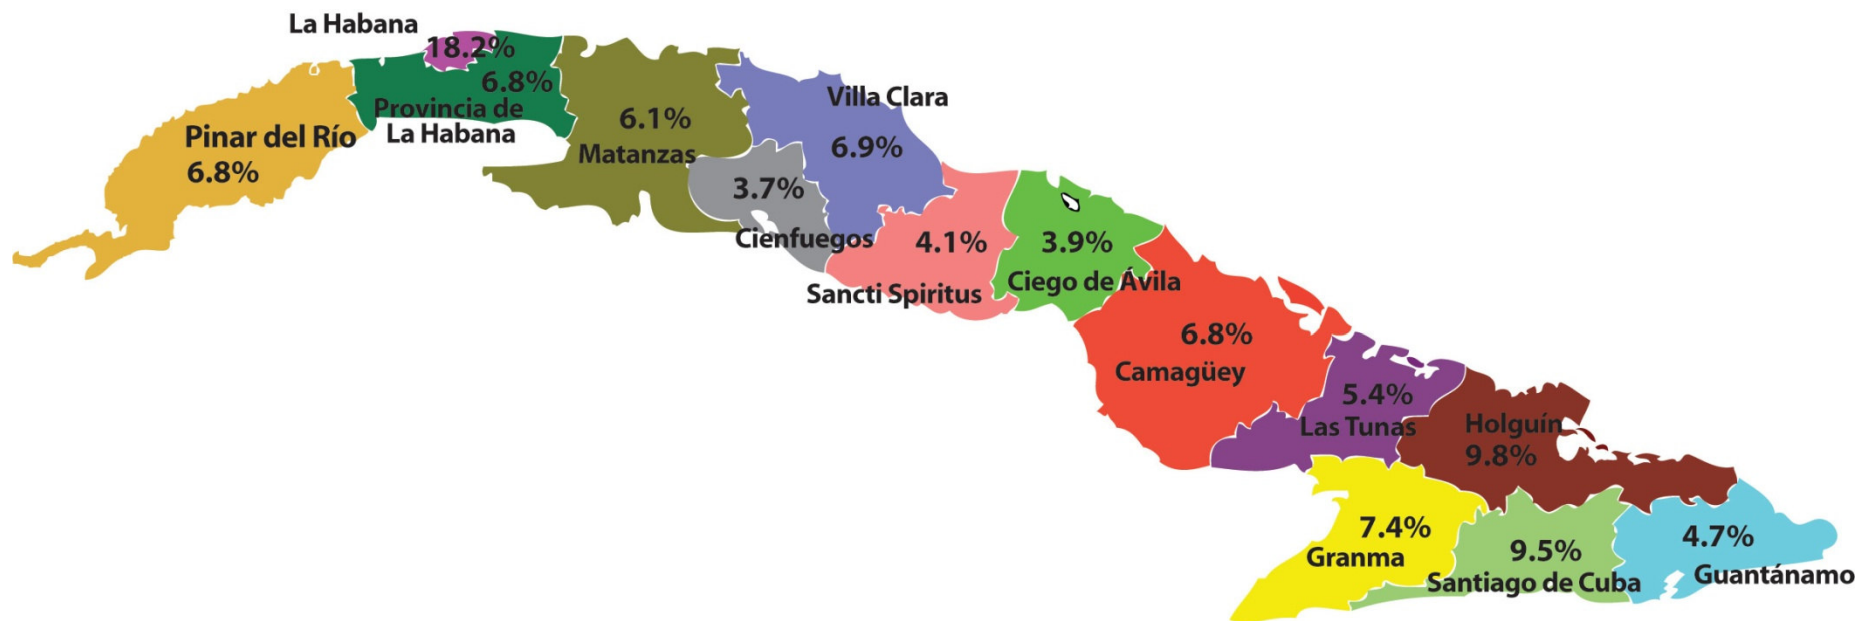 La Habana
18.2%
6.8%
Provincia de
La Habana
Pinar del Río
6.8%
6.1%
Matanzas
Villa Clara
6.9%
3.7%
Cienfuegos
4.1%
Sancti Spiritus
3.9%
Ciego de Ávila
6.8%
Camagüey
5.4%
Las Tunas
Holguín
9.8%
7.4%
Granma
9.5%
Santiago de Cuba
4.7%
Guantánamo